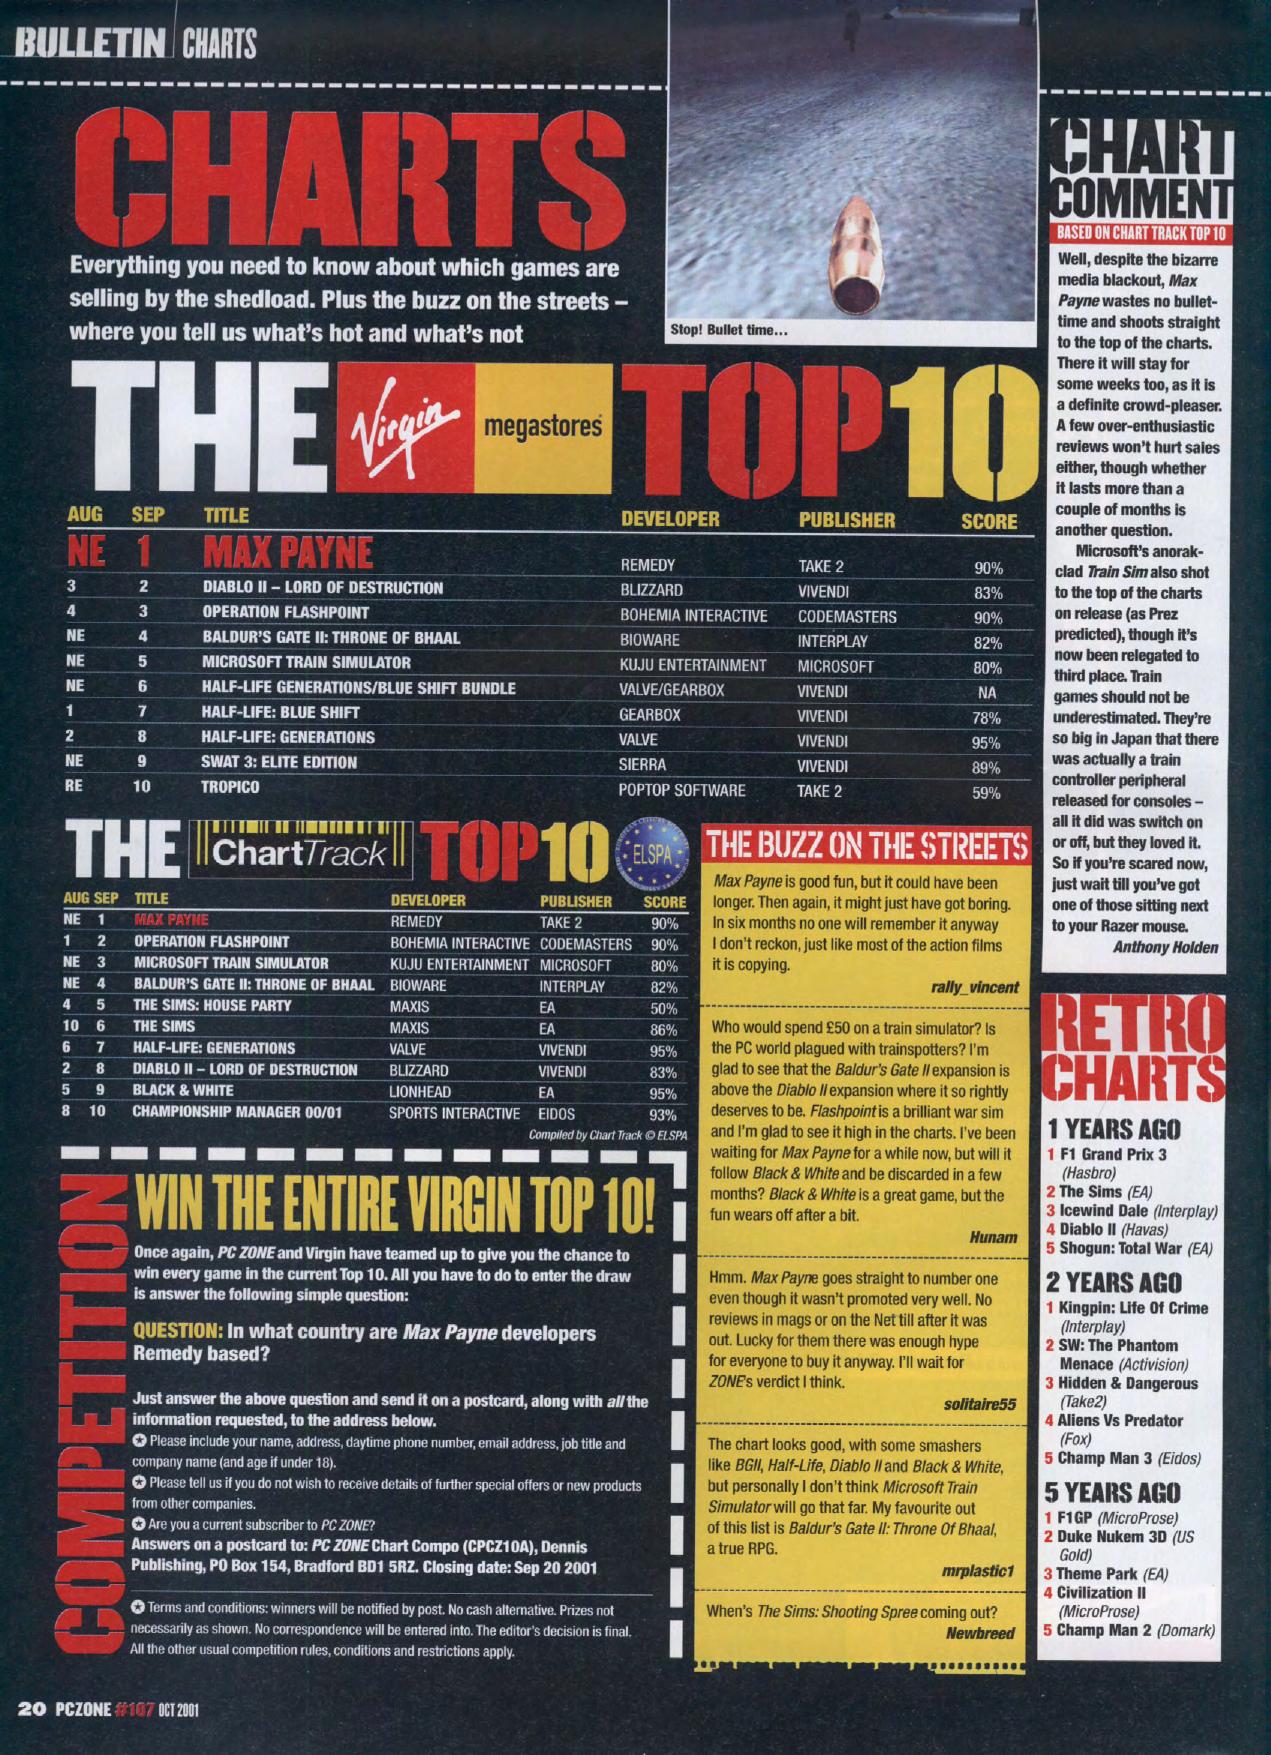 BULLETIN CHARTS
CHARTS
Everything you need to know about which games are
selling by the shedload. Plus the buzz on the streets –
where you tell us what's hot and what's not
Stop! Bullet time...
THE Virgin megastores TOP10
AUG SEP TITLE DEVELOPER PUBLISHER SCORE
NE 1 MAX PAYNE REMEDY TAKE 2 90%
3 2 DIABLO II – LORD OF DESTRUCTION BLIZZARD VIVENDI 83%
4 3 OPERATION FLASHPOINT BOHEMIA INTERACTIVE CODEMASTERS 90%
NE 4 BALDUR'S GATE II: THRONE OF BHAAL BIOWARE INTERPLAY 82%
NE 5 MICROSOFT TRAIN SIMULATOR KUJU ENTERTAINMENT MICROSOFT 80%
NE 6 HALF-LIFE GENERATIONS/BLUE SHIFT BUNDLE VALVE/GEARBOX VIVENDI NA
1 7 HALF-LIFE: BLUE SHIFT GEARBOX VIVENDI 78%
2 8 HALF-LIFE: GENERATIONS VALVE VIVENDI 95%
NE 9 SWAT 3: ELITE EDITION SIERRA VIVENDI 89%
RE 10 TROPICO POPTOP SOFTWARE TAKE 2 59%
THE ChartTrack TOP10 ELSPA
AUG SEP TITLE DEVELOPER PUBLISHER SCORE
NE 1 MAX PAYNE REMEDY TAKE 2 90%
1 2 OPERATION FLASHPOINT BOHEMIA INTERACTIVE CODEMASTERS 90%
NE 3 MICROSOFT TRAIN SIMULATOR KUJU ENTERTAINMENT MICROSOFT 80%
NE 4 BALDUR'S GATE II: THRONE OF BHAAL BIOWARE INTERPLAY 82%
4 5 THE SIMS: HOUSE PARTY MAXIS EA 50%
10 6 THE SIMS MAXIS EA 86%
6 7 HALF-LIFE: GENERATIONS VALVE VIVENDI 95%
2 8 DIABLO II – LORD OF DESTRUCTION BLIZZARD VIVENDI 83%
5 9 BLACK & WHITE LIONHEAD EA 95%
8 10 CHAMPIONSHIP MANAGER 00/01 SPORTS INTERACTIVE EIDOS 93%
Compiled by Chart Track © ELSPA
COMPETITION
WIN THE ENTIRE VIRGIN TOP 10!
Once again, PC ZONE and Virgin have teamed up to give you the chance to
win every game in the current Top 10. All you have to do to enter the draw
is answer the following simple question:
QUESTION: In what country are Max Payne developers
Remedy based?
Just answer the above question and send it on a postcard, along with all the
information requested, to the address below.
✪ Please include your name, address, daytime phone number, email address, job title and
company name (and age if under 18).
✪ Please tell us if you do not wish to receive details of further special offers or new products
from other companies.
✪ Are you a current subscriber to PC ZONE?
Answers on a postcard to: PC ZONE Chart Compo (CPCZ10A), Dennis
Publishing, PO Box 154, Bradford BD1 5RZ. Closing date: Sep 20 2001
✪ Terms and conditions: winners will be notified by post. No cash alternative. Prizes not
necessarily as shown. No correspondence will be entered into. The editor's decision is final.
All the other usual competition rules, conditions and restrictions apply.
THE BUZZ ON THE STREETS
Max Payne is good fun, but it could have been
longer. Then again, it might just have got boring.
In six months no one will remember it anyway
I don't reckon, just like most of the action films
it is copying.
rally_vincent
Who would spend £50 on a train simulator? Is
the PC world plagued with trainspotters? I'm
glad to see that the Baldur's Gate II expansion is
above the Diablo II expansion where it so rightly
deserves to be. Flashpoint is a brilliant war sim
and I'm glad to see it high in the charts. I've been
waiting for Max Payne for a while now, but will it
follow Black & White and be discarded in a few
months? Black & White is a great game, but the
fun wears off after a bit.
Hunam
Hmm. Max Payne goes straight to number one
even though it wasn't promoted very well. No
reviews in mags or on the Net till after it was
out. Lucky for them there was enough hype
for everyone to buy it anyway. I'll wait for
ZONE's verdict I think.
solitaire55
The chart looks good, with some smashers
like BGII, Half-Life, Diablo II and Black & White,
but personally I don't think Microsoft Train
Simulator will go that far. My favourite out
of this list is Baldur's Gate II: Throne Of Bhaal,
a true RPG.
mrplastic1
When's The Sims: Shooting Spree coming out?
Newbreed
CHART
COMMENT
BASED ON CHART TRACK TOP 10
Well, despite the bizarre
media blackout, Max
Payne wastes no bullet-
time and shoots straight
to the top of the charts.
There it will stay for
some weeks too, as it is
a definite crowd-pleaser.
A few over-enthusiastic
reviews won't hurt sales
either, though whether
it lasts more than a
couple of months is
another question.
Microsoft's anorak-
clad Train Sim also shot
to the top of the charts
on release (as Prez
predicted), though it's
now been relegated to
third place. Train
games should not be
underestimated. They're
so big in Japan that there
was actually a train
controller peripheral
released for consoles –
all it did was switch on
or off, but they loved it.
So if you're scared now,
just wait till you've got
one of those sitting next
to your Razer mouse.
Anthony Holden
RETRO
CHARTS
1 YEARS AGO
1 F1 Grand Prix 3
(Hasbro)
2 The Sims (EA)
3 Icewind Dale (Interplay)
4 Diablo II (Havas)
5 Shogun: Total War (EA)
2 YEARS AGO
1 Kingpin: Life Of Crime
(Interplay)
2 SW: The Phantom
Menace (Activision)
3 Hidden & Dangerous
(Take2)
4 Aliens Vs Predator
(Fox)
5 Champ Man 3 (Eidos)
5 YEARS AGO
1 F1GP (MicroProse)
2 Duke Nukem 3D (US
Gold)
3 Theme Park (EA)
4 Civilization II
(MicroProse)
5 Champ Man 2 (Domark)
20 PCZONE #107 OCT 2001